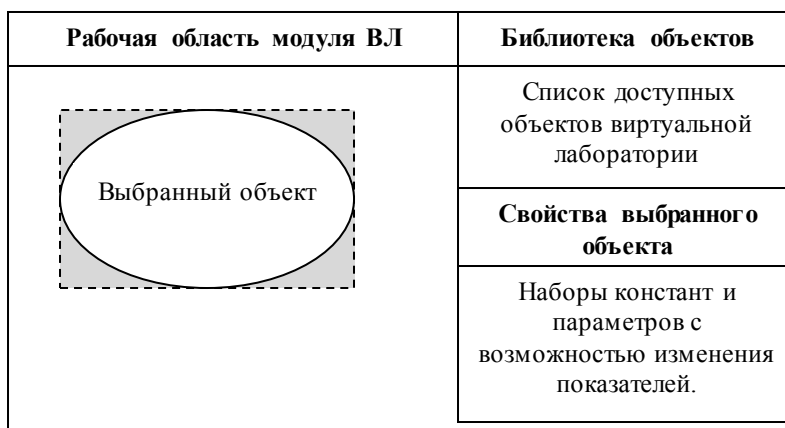 Рабочая область модуля ВЛ
Библиотека объектов
Выбранный объект
Список доступных
объектов виртуальной
лаборатории
Свойства выбранного
объекта
Наборы констант и
параметров с
возможностью изменения
показателей.